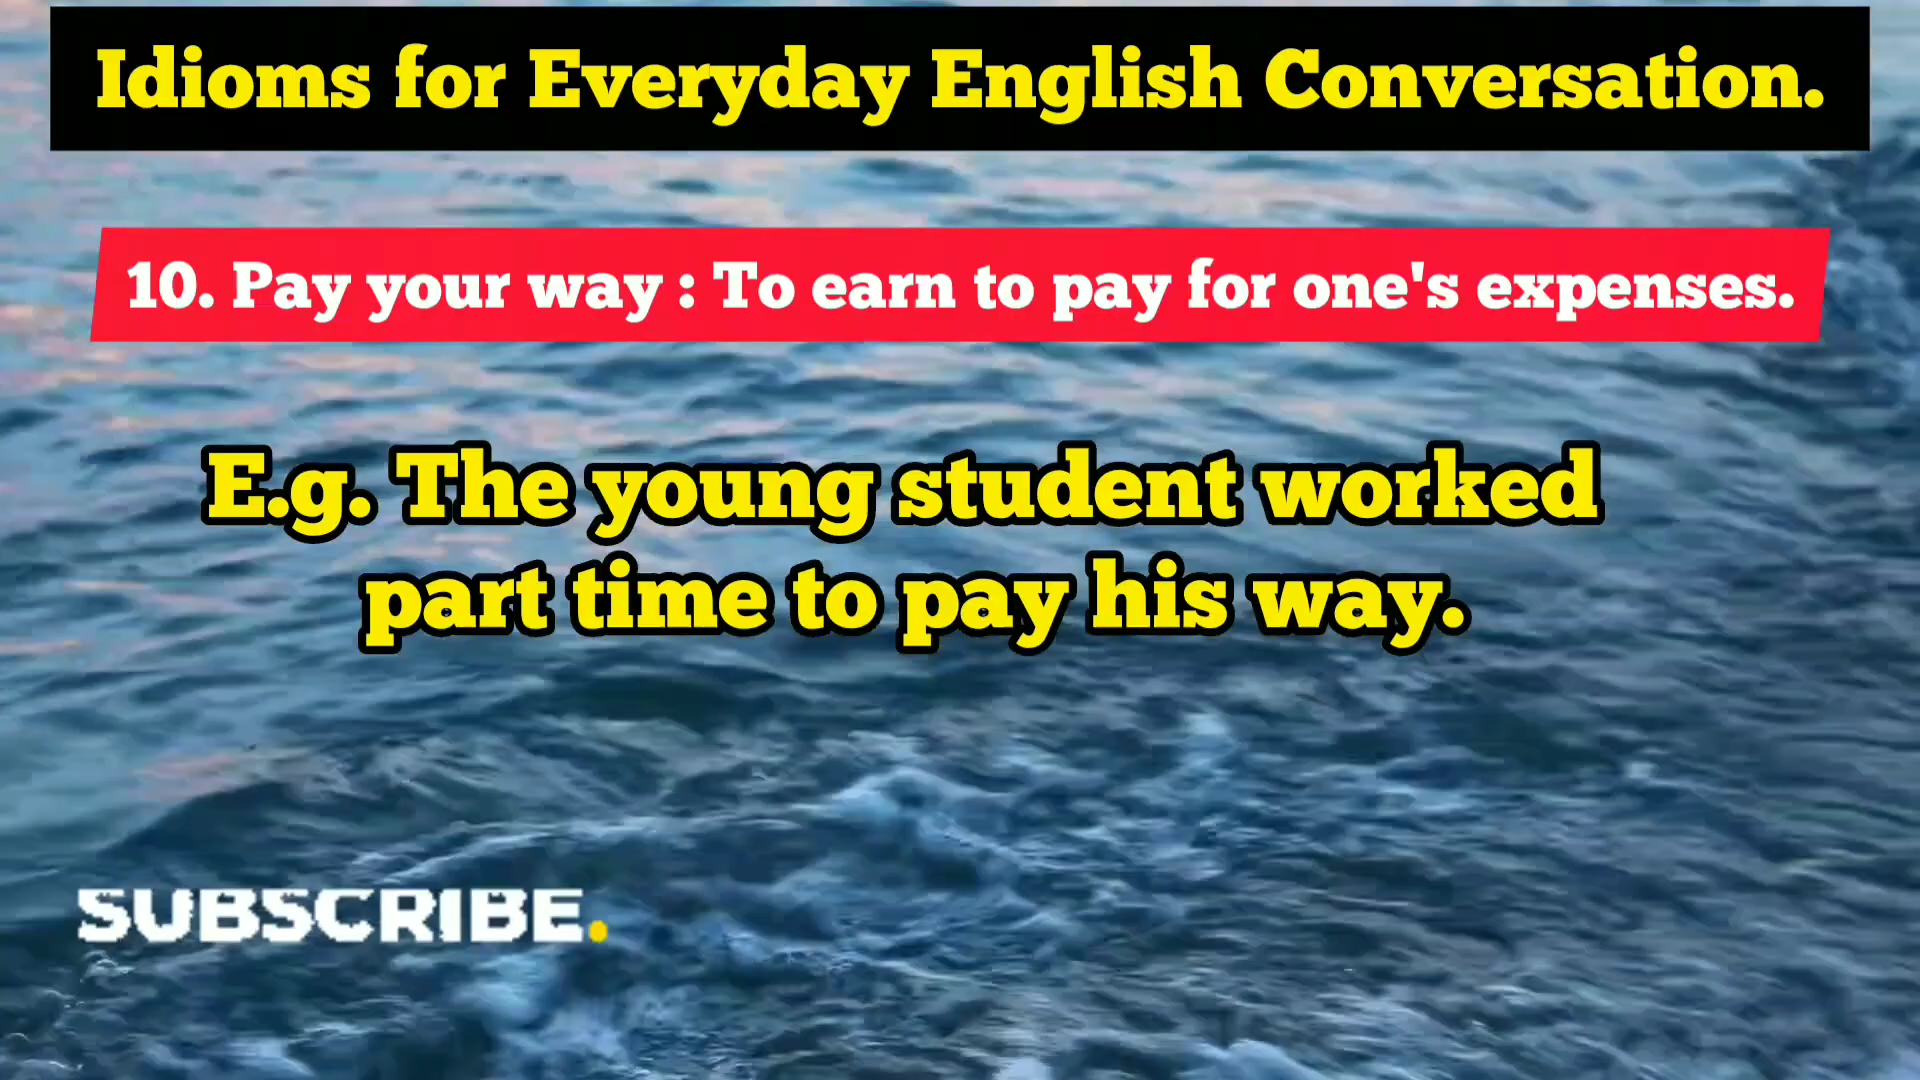 Idioms for Everyday English Conversation.
10. Pay your way : To earn to pay for one's expenses.
E.g. The young student worked
part time to pay his way.
SUBSCRIBE.